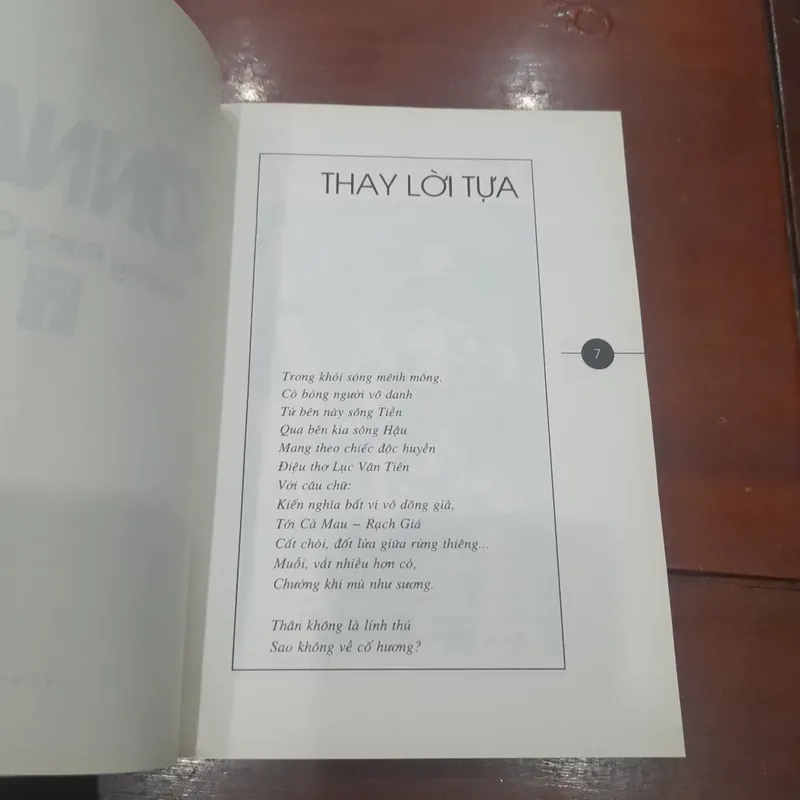 THAY LỜI TỰA
7
Trong khói sóng mênh mông.
Có bóng người vô danh
Từ bên này sông Tiền
Qua bên kia sông Hậu
Mang theo chiếc độc huyền
Điệu thơ Lục Vân Tiên
Với câu chữ:
Kiến nghĩa bất vi vô dõng giả,
Tới Cà Mau – Rạch Giá
Cất chòi, đốt lửa giữa rừng thiêng...
Muỗi, vắt nhiều hơn cỏ,
Chướng khí mù như sương.
Thân không là lính thú
Sao không về cố hương?